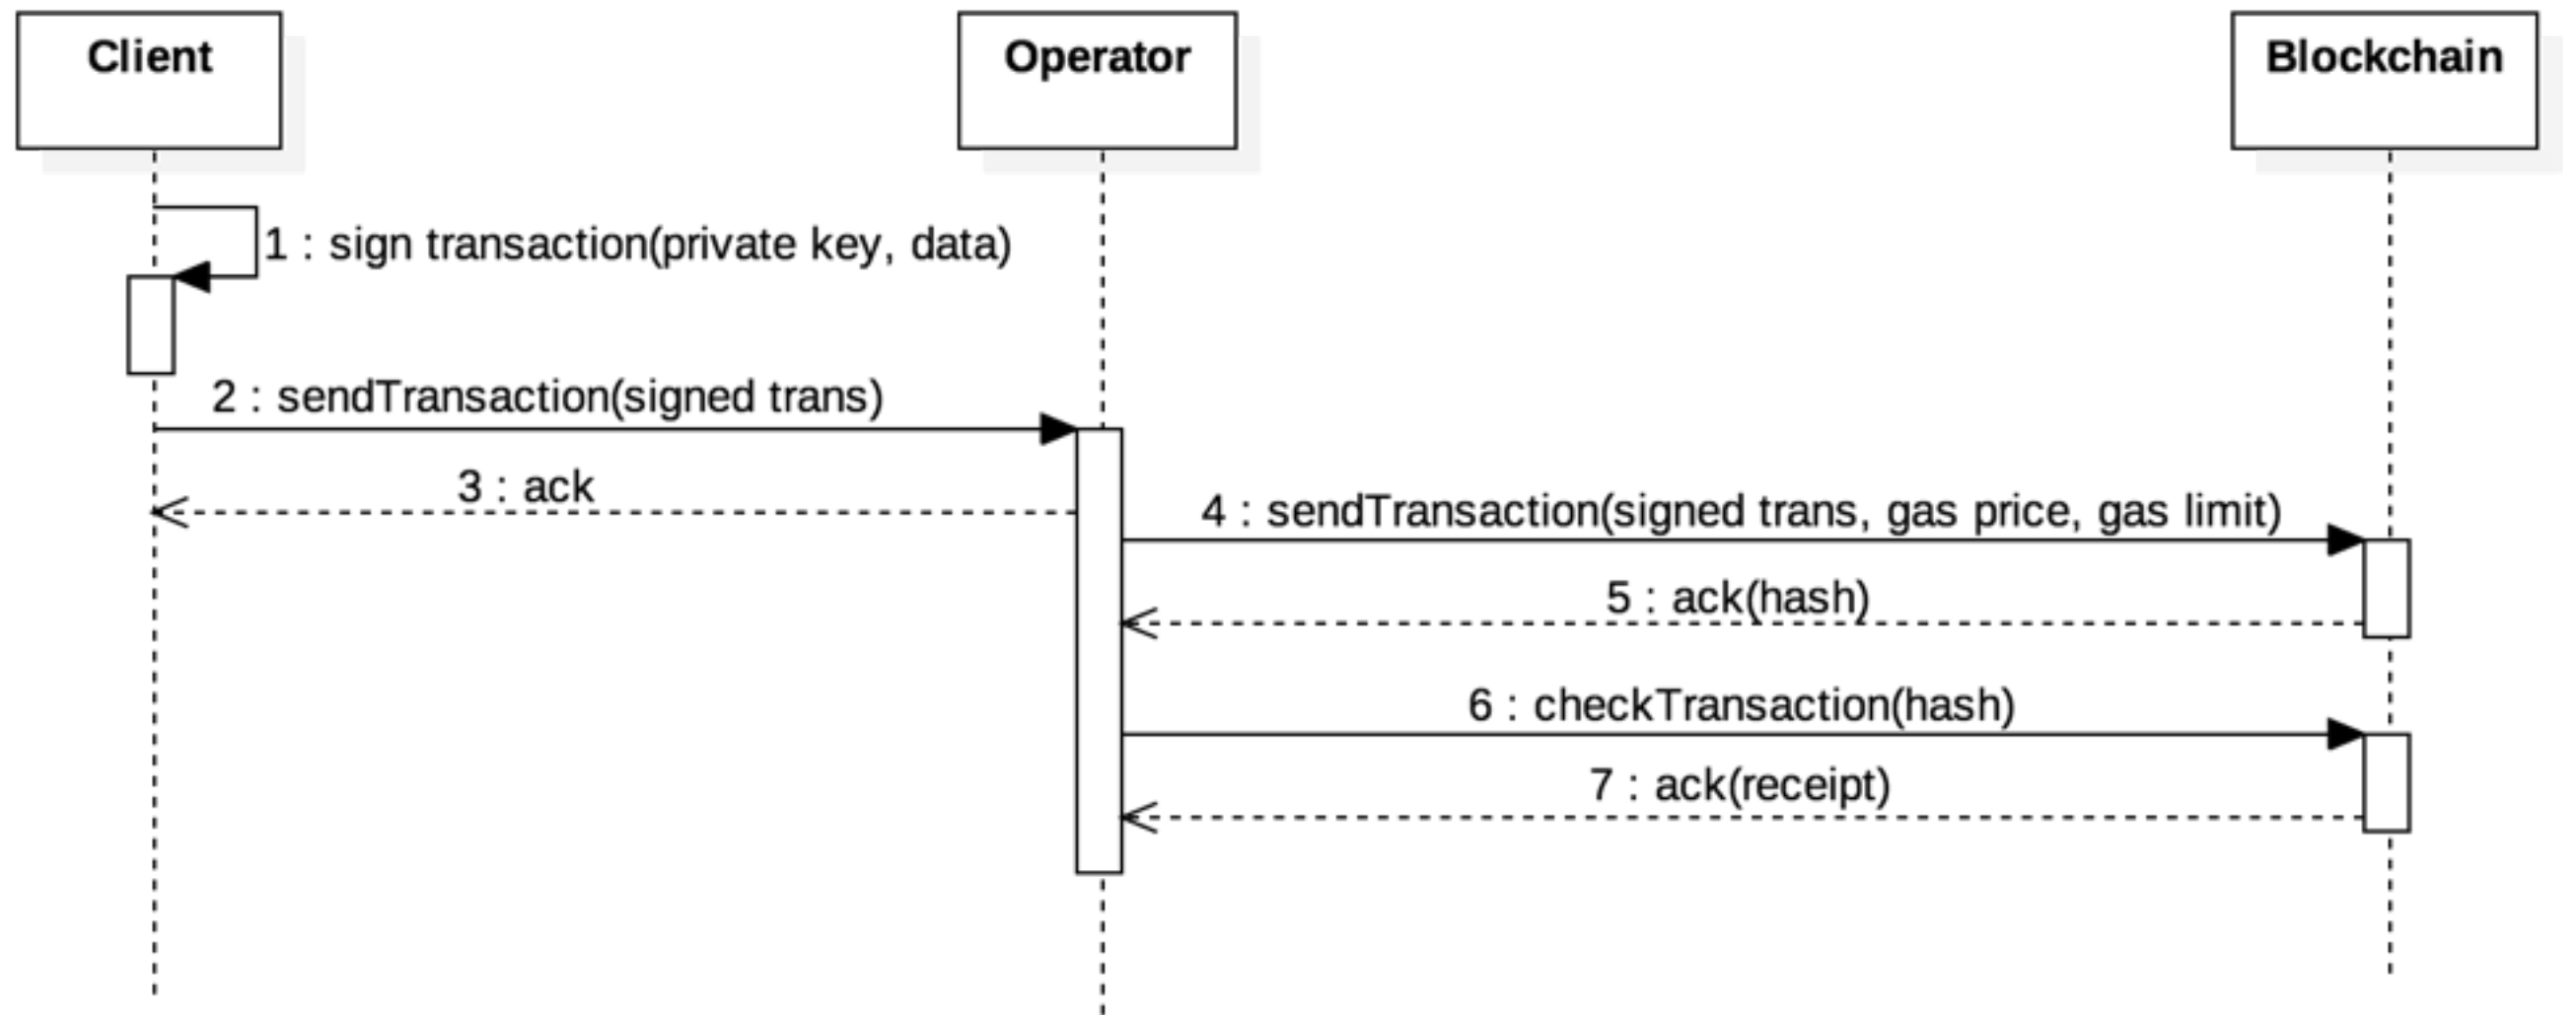 Client
Operator
Blockchain
1 : sign transaction(private key, data)
2 : sendTransaction(signed trans)
3 : ack
4 : sendTransaction(signed trans, gas price, gas limit)
5 : ack(hash)
6 : checkTransaction(hash)
7 : ack(receipt)